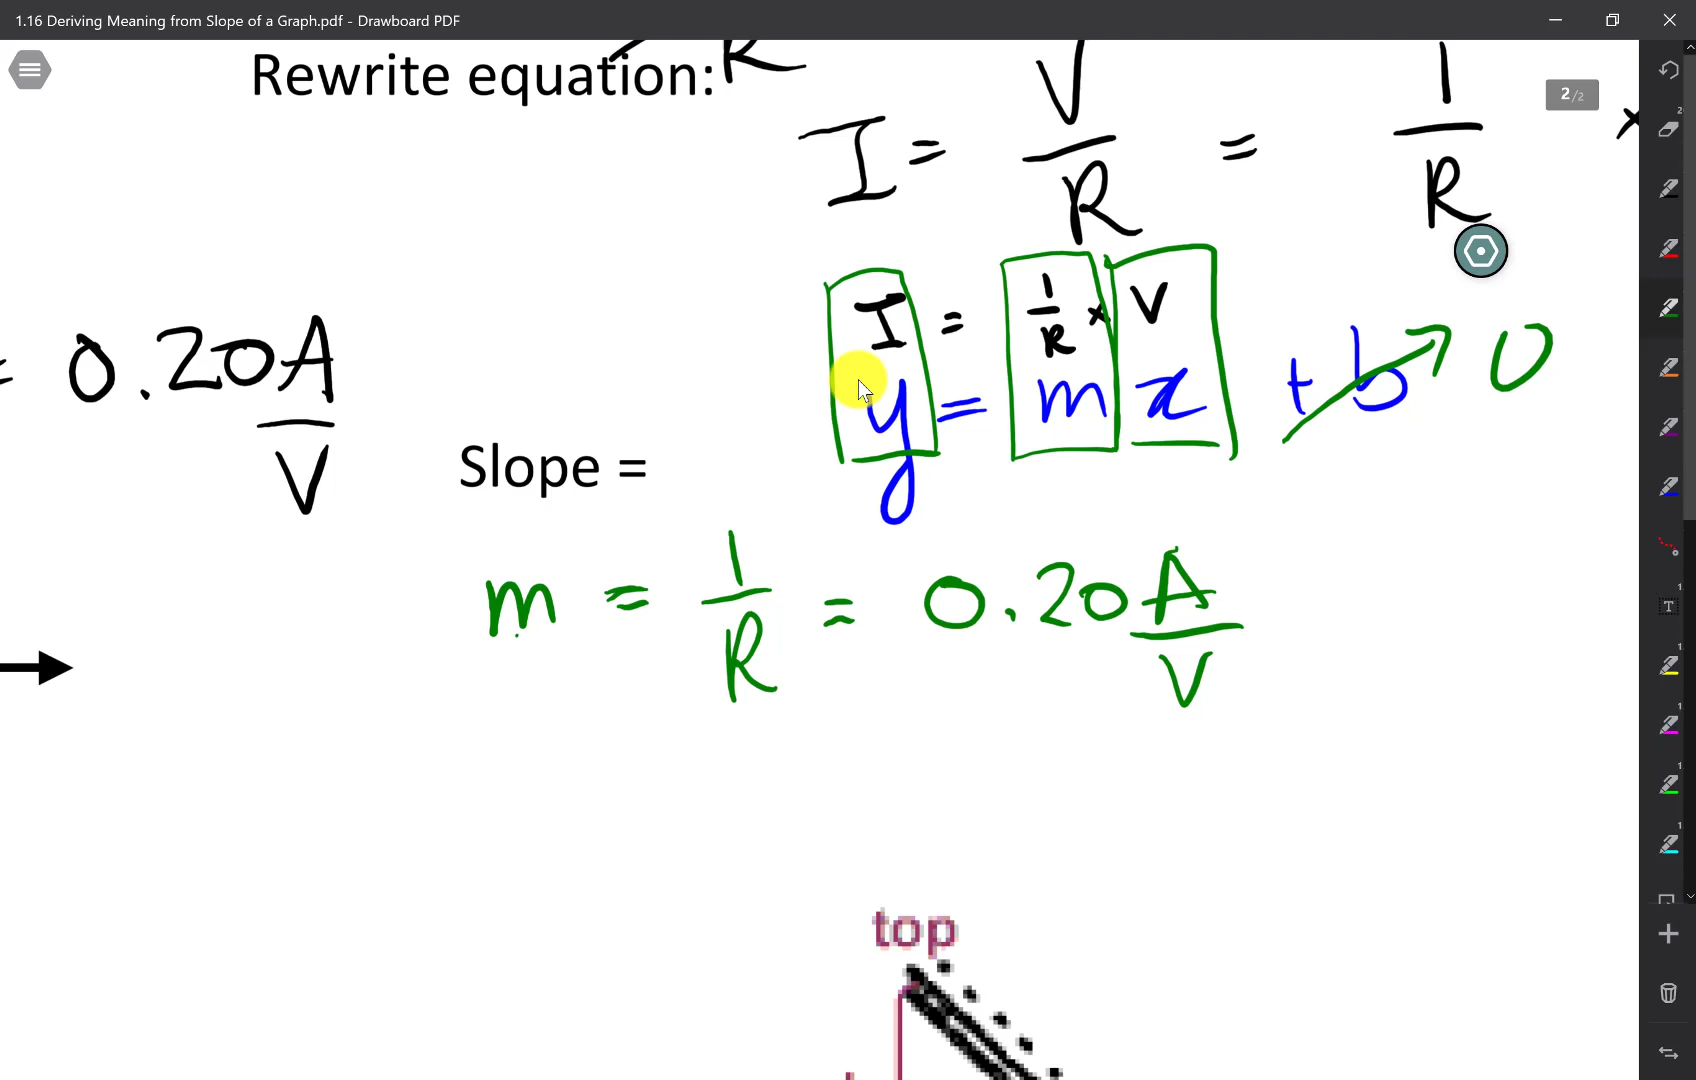 1.16 Deriving Meaning from Slope of a Graph.pdf - Drawboard PDF
2/2
Rewrite equation:
R
I = V/R = 1/R ×
I = 1/R × V
y = m x + b → 0
= 0.20 A/V
Slope =
y
m = 1/R = 0.20 A/V
top
T